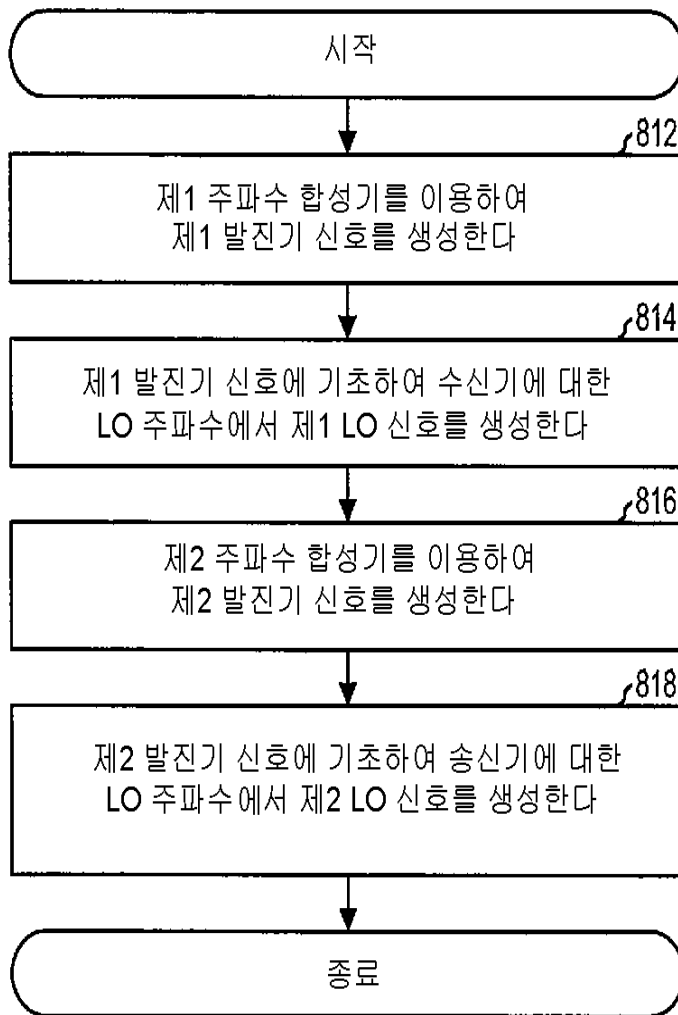 시작
812
제1 주파수 합성기를 이용하여
제1 발진기 신호를 생성한다
814
제1 발진기 신호에 기초하여 수신기에 대한
LO 주파수에서 제1 LO 신호를 생성한다
816
제2 주파수 합성기를 이용하여
제2 발진기 신호를 생성한다
818
제2 발진기 신호에 기초하여 송신기에 대한
LO 주파수에서 제2 LO 신호를 생성한다
종료